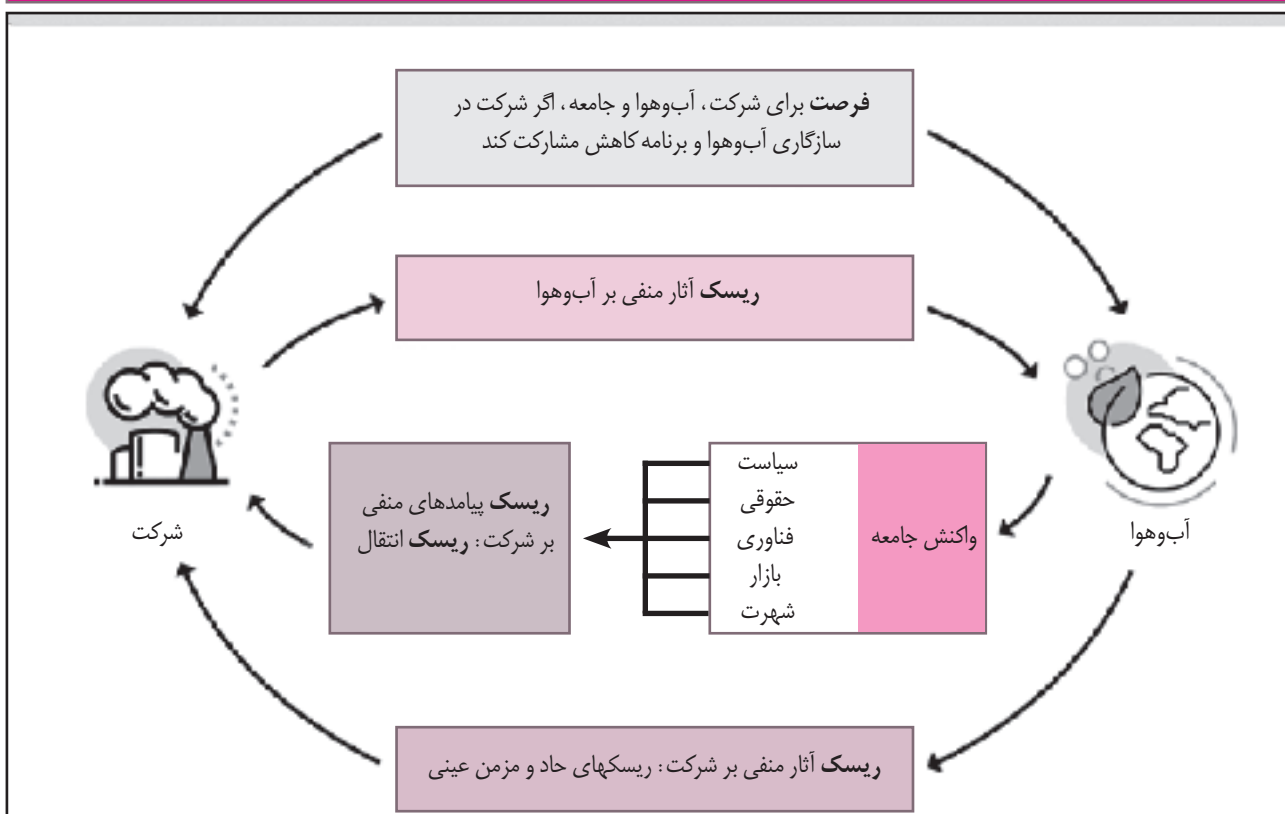 فرصت برای شرکت، آب‌وهوا و جامعه، اگر شرکت در
سازگاری آب‌وهوا و برنامه کاهش مشارکت کند
ریسک آثار منفی بر آب‌وهوا
آب‌وهوا
واکنش جامعه
سیاست
حقوقی
فناوری
بازار
شهرت
ریسک پیامدهای منفی
بر شرکت: ریسک انتقال
شرکت
ریسک آثار منفی بر شرکت: ریسکهای حاد و مزمن عینی